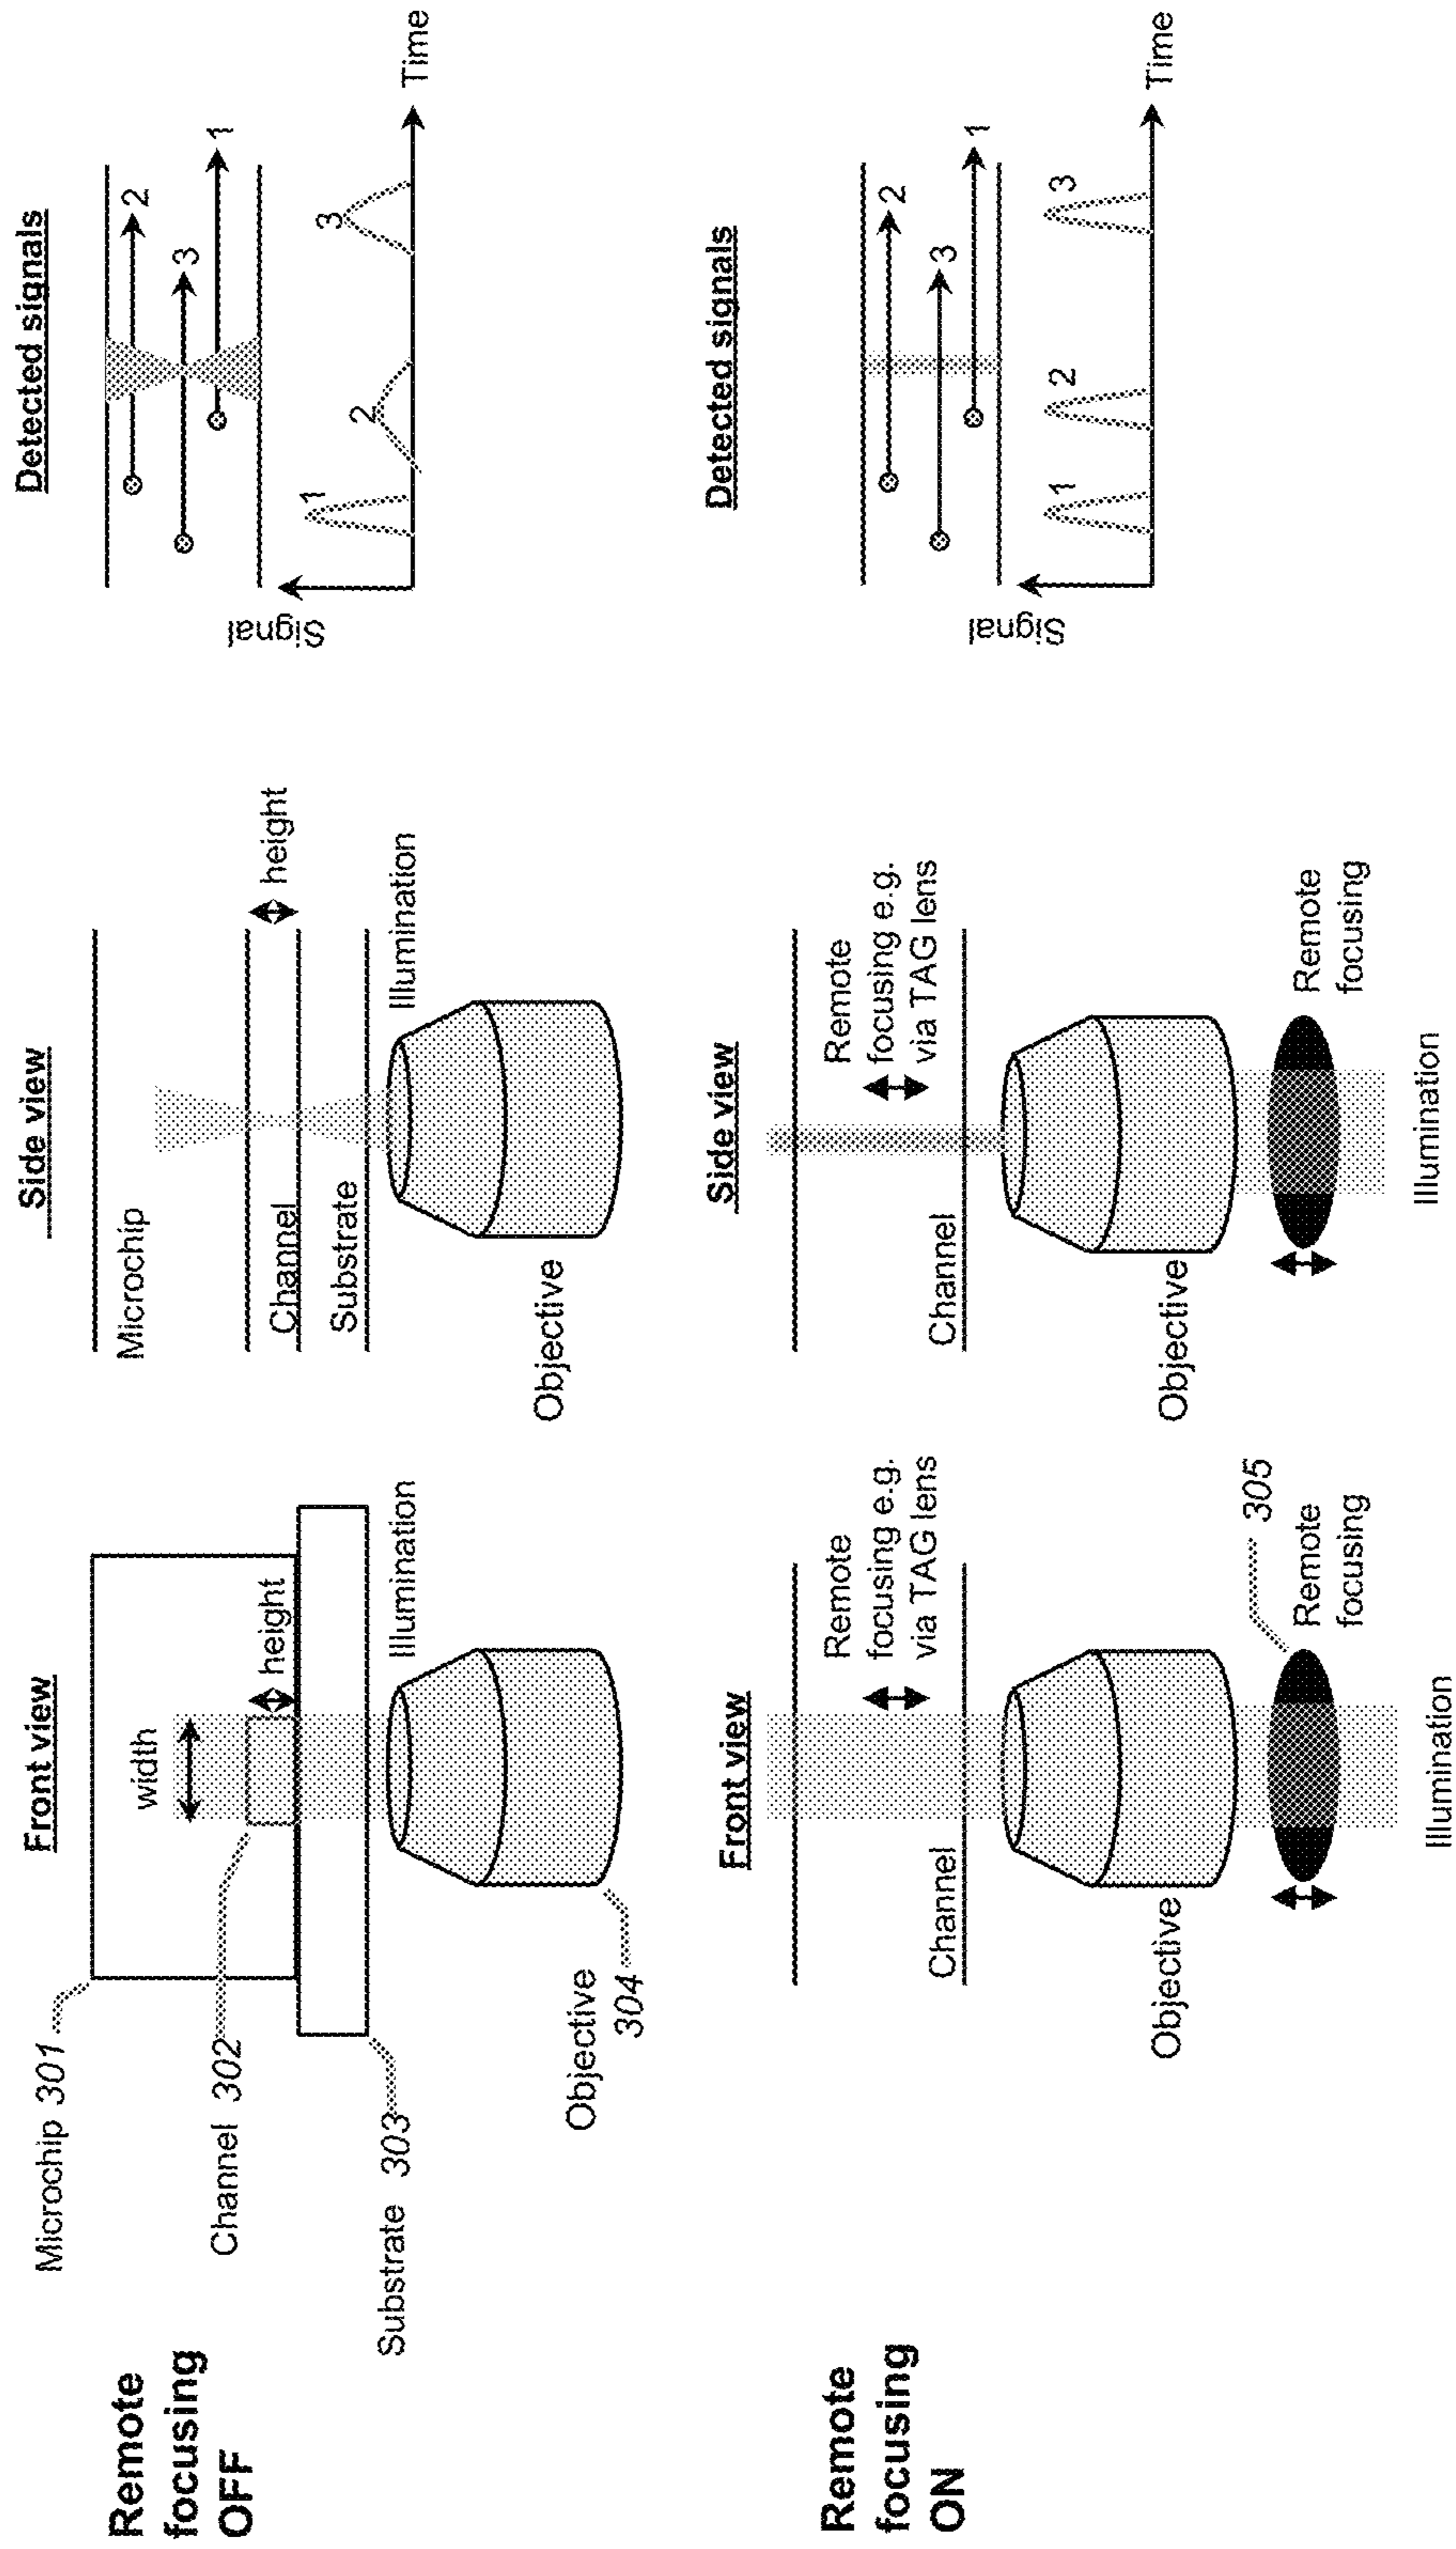 Remote
focusing
OFF
Front view
Microchip 301
width
height
Channel 302
Illumination
Substrate 303
Objective
304
Side view
Microchip
height
Channel
Substrate
Illumination
Objective
Detected signals
2
3
1
Signal
1
2
3
Time
Remote
focusing
ON
Front view
Remote
focusing e.g.
via TAG lens
Channel
Objective
305
Remote
focusing
Illumination
Side view
Remote
focusing e.g.
via TAG lens
Channel
Objective
Remote
focusing
Illumination
Detected signals
2
3
1
Signal
1
2
3
Time